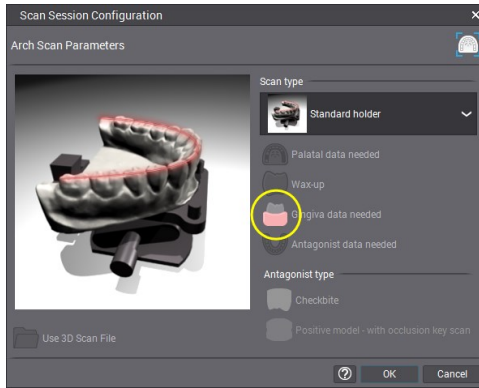 Scan Session Configuration
Arch Scan Parameters
Scan type
Standard holder
Palatal data needed
Wax-up
Gingiva data needed
Antagonist data needed
Antagonist type
Checkbite
Positive model - with occlusion key scan
Use 3D Scan File
? OK Cancel